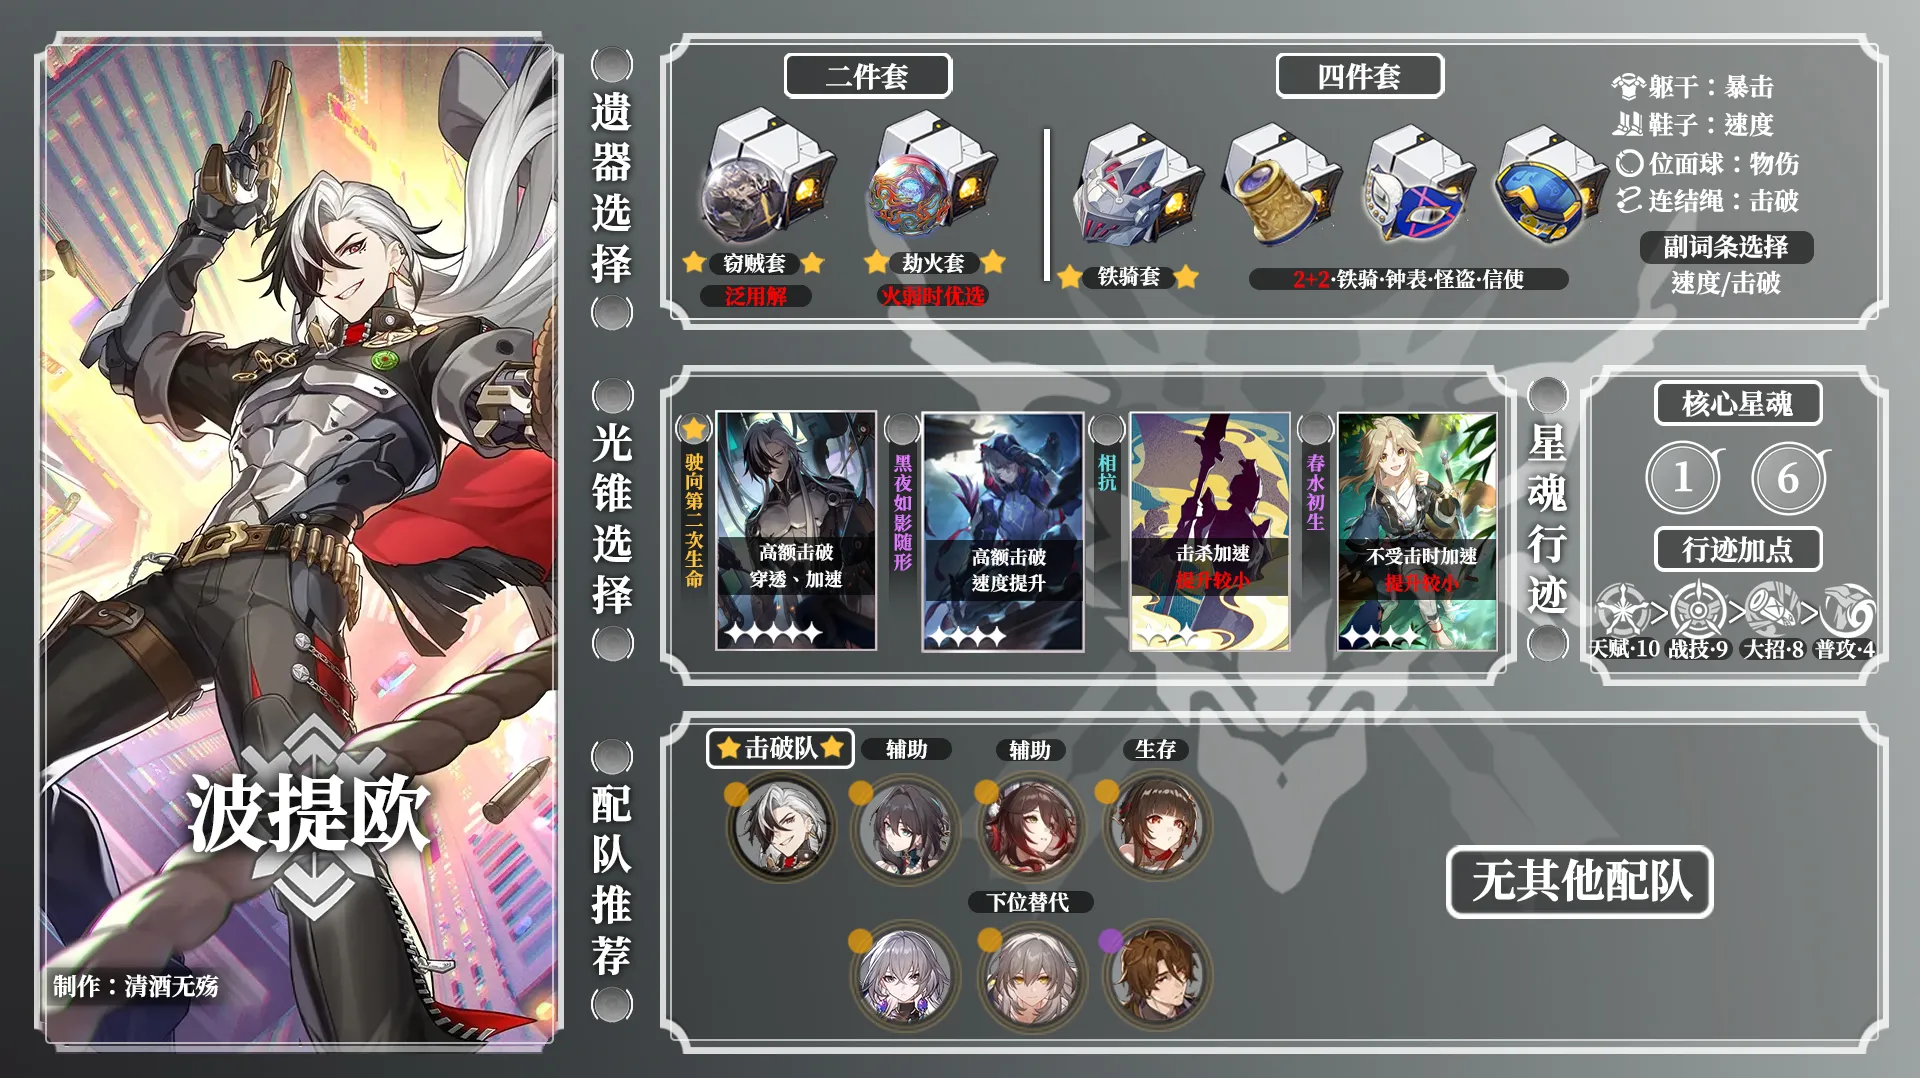 波提欧
制作：清酒无殇
遗器选择
二件套
窃贼套
泛用解
劫火套
火弱时优选
四件套
铁骑套
2+2·铁骑·钟表·怪盗·信使
躯干：暴击
鞋子：速度
位面球：物伤
连结绳：击破
副词条选择
速度/击破
光锥选择
驶向第二次生命
高额击破
穿透、加速
黑夜如影随形
高额击破
速度提升
相抗
击杀加速
提升较小
春水初生
不受击时加速
提升较小
星魂行迹
核心星魂
1
6
行迹加点
天赋·10
战技·9
大招·8
普攻·4
配队推荐
击破队
辅助
辅助
生存
下位替代
无其他配队